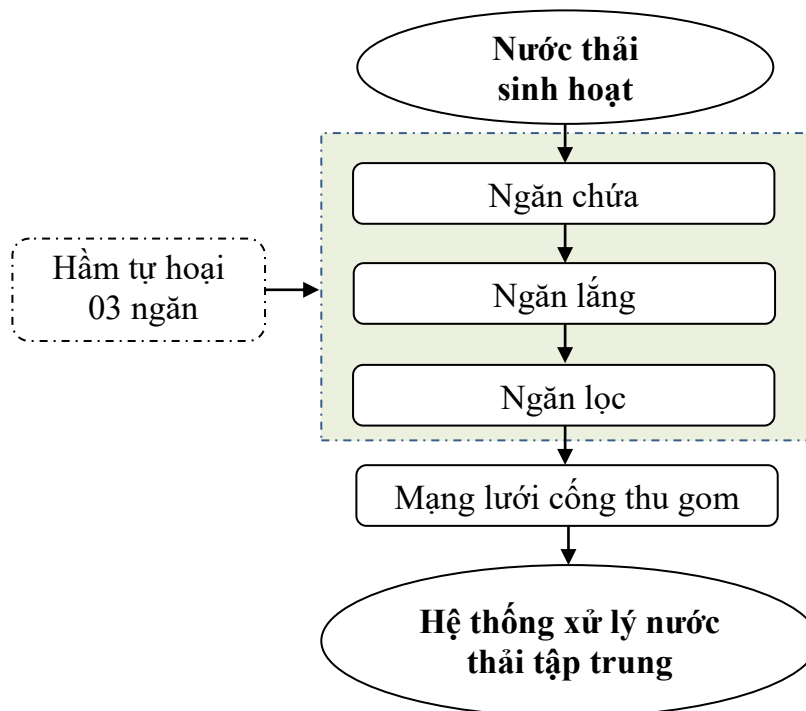 Nước thải
sinh hoạt
Ngăn chứa
Hầm tự hoại
03 ngăn
Ngăn lắng
Ngăn lọc
Mạng lưới cống thu gom
Hệ thống xử lý nước
thải tập trung